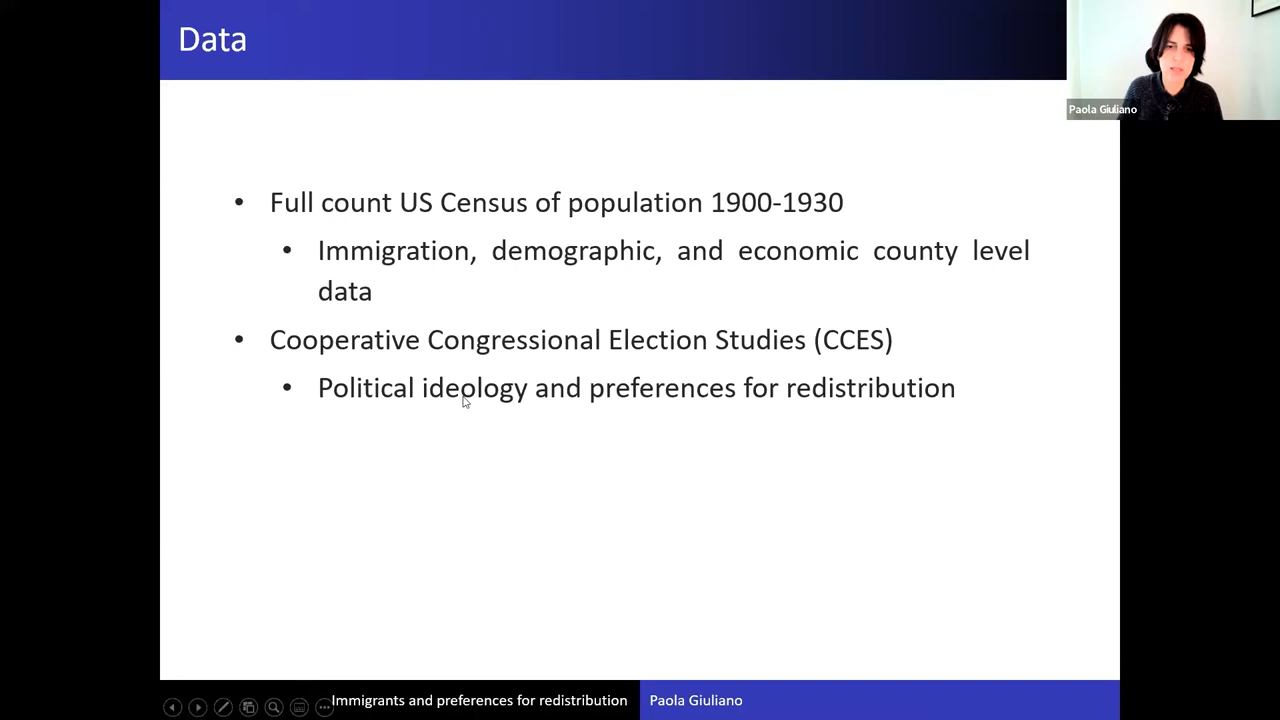 Data
Paola Giuliano
• Full count US Census of population 1900-1930
• Immigration, demographic, and economic county level
data
• Cooperative Congressional Election Studies (CCES)
• Political ideology and preferences for redistribution
Immigrants and preferences for redistribution
Paola Giuliano